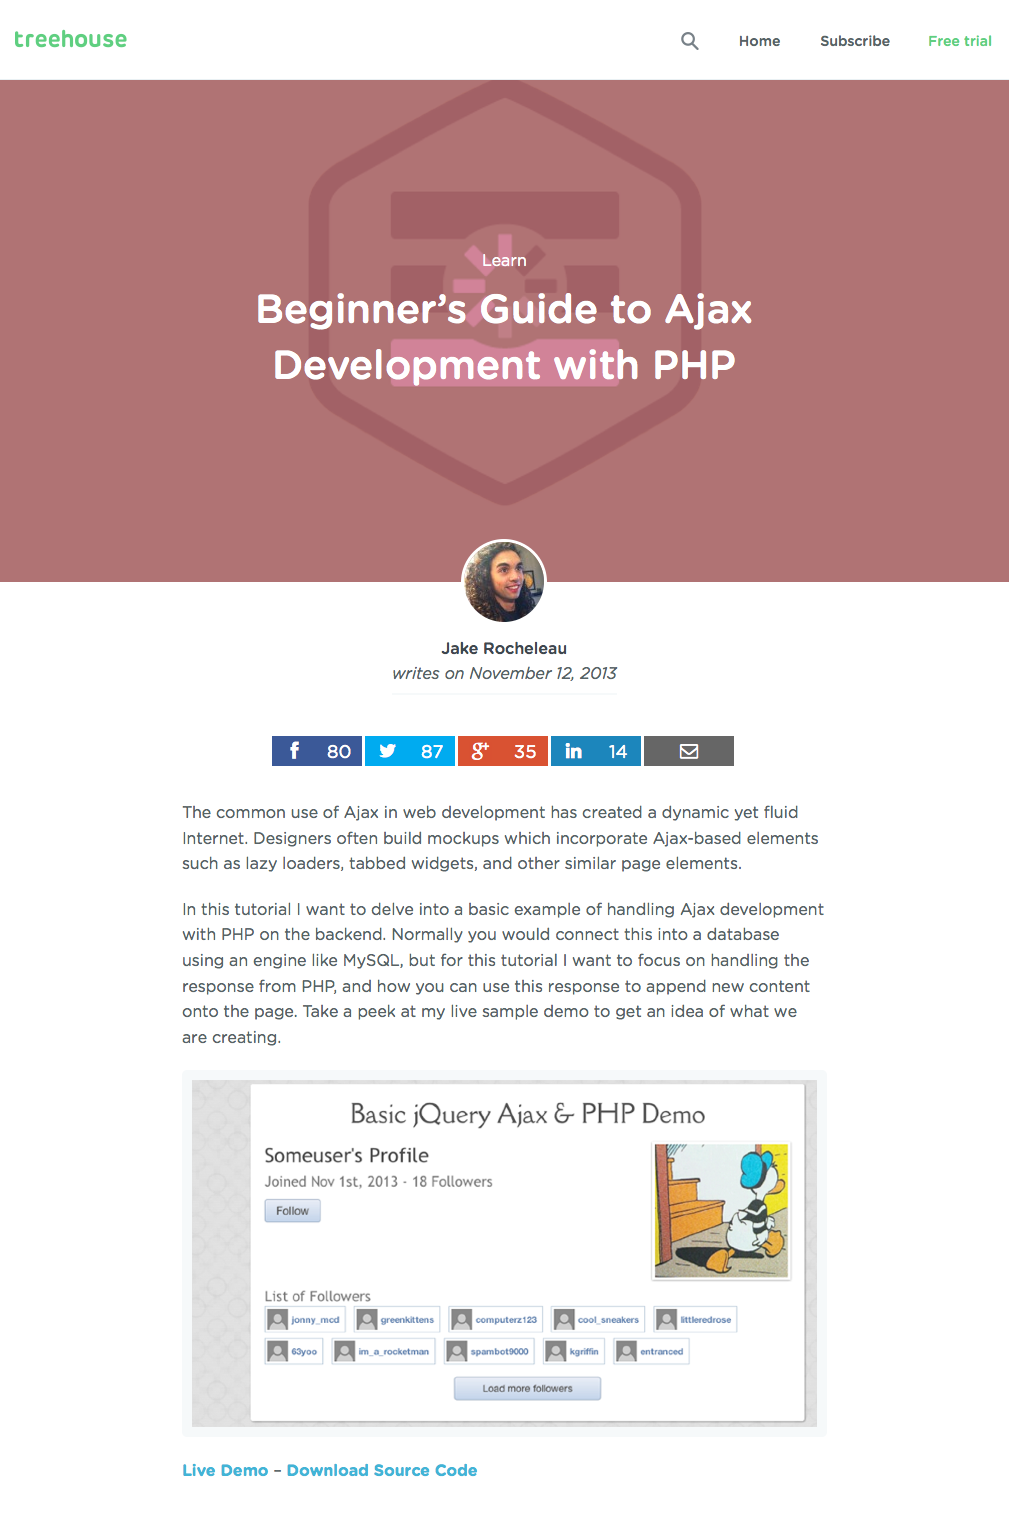 treehouse
Home Subscribe Free trial
Learn
Beginner’s Guide to Ajax
Development with PHP
Jake Rocheleau
writes on November 12, 2013
80 87 35 14
The common use of Ajax in web development has created a dynamic yet fluid
Internet. Designers often build mockups which incorporate Ajax-based elements
such as lazy loaders, tabbed widgets, and other similar page elements.
In this tutorial I want to delve into a basic example of handling Ajax development
with PHP on the backend. Normally you would connect this into a database
using an engine like MySQL, but for this tutorial I want to focus on handling the
response from PHP, and how you can use this response to append new content
onto the page. Take a peek at my live sample demo to get an idea of what we
are creating.
Basic jQuery Ajax & PHP Demo
Someuser's Profile
Joined Nov 1st, 2013 - 18 Followers
Follow
List of Followers
jonny_mcd greenkittens computerz123 cool_sneakers littleredrose
63yoo im_a_rocketman spambot9000 kgriffin entranced
Load more followers
Live Demo – Download Source Code